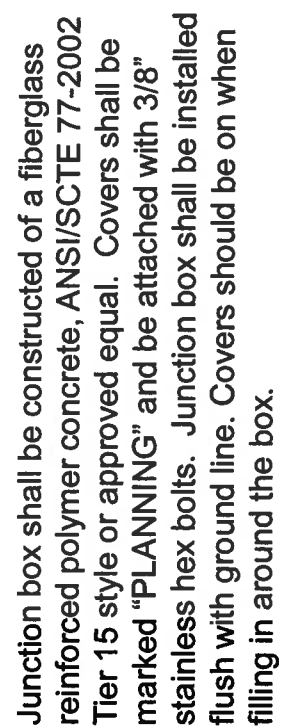 Junction box shall be constructed of a fiberglass
reinforced polymer concrete, ANSI/SCTE 77-2002
Tier 15 style or approved equal.  Covers shall be
marked "PLANNING" and be attached with 3/8"
stainless hex bolts.  Junction box shall be installed
flush with ground line. Covers should be on when
filling in around the box.